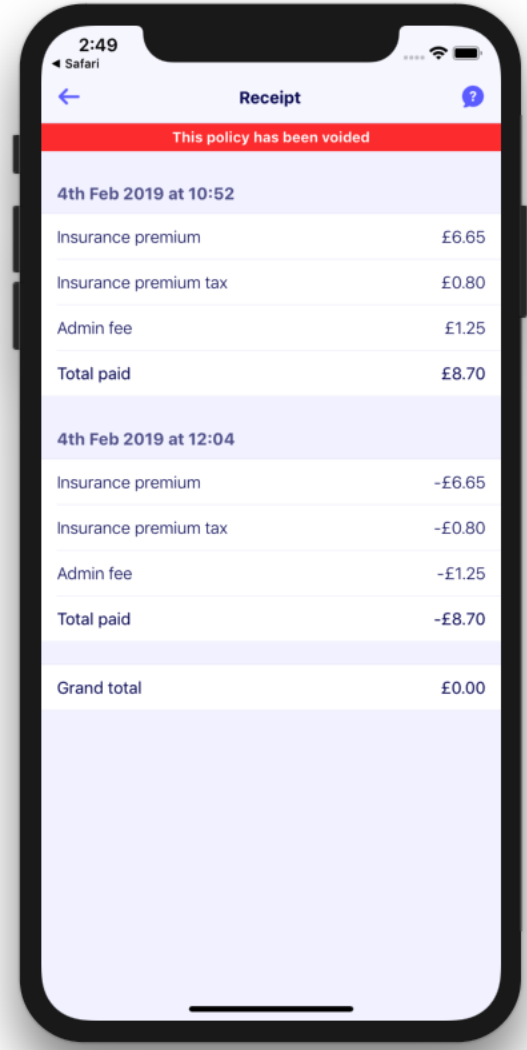 2:49
◀ Safari
Receipt
?
This policy has been voided
4th Feb 2019 at 10:52
Insurance premium £6.65
Insurance premium tax £0.80
Admin fee £1.25
Total paid £8.70
4th Feb 2019 at 12:04
Insurance premium -£6.65
Insurance premium tax -£0.80
Admin fee -£1.25
Total paid -£8.70
Grand total £0.00